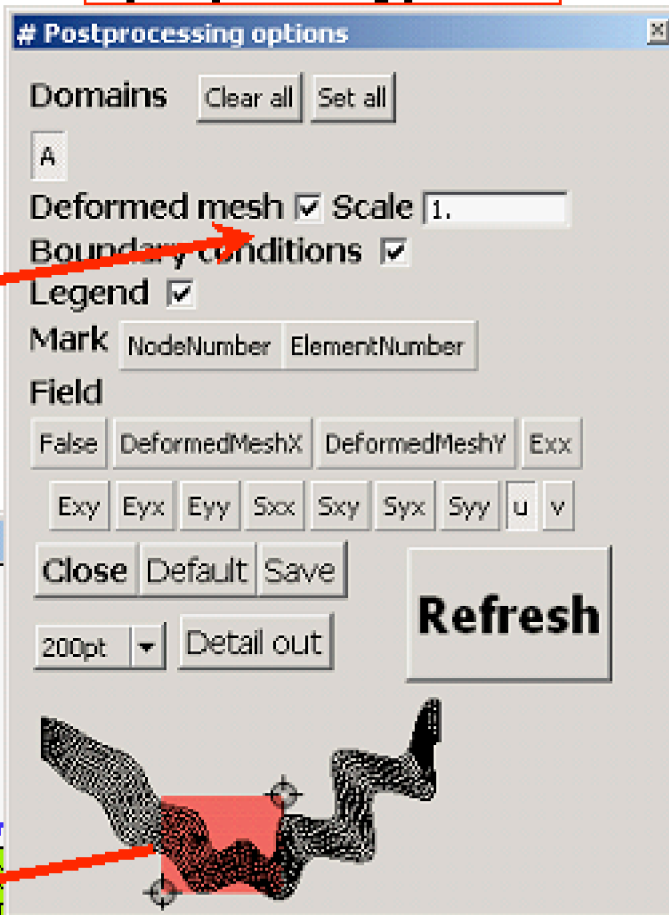 # Postprocessing options
Domains Clear all Set all
A
Deformed mesh Scale 1.
Boundary conditions
Legend
Mark NodeNumber ElementNumber
Field
False DeformedMeshX DeformedMeshY Exx
Exy Eyx Eyy Sxx Sxy Syx Syy u v
Close Default Save
Refresh
200pt Detail out